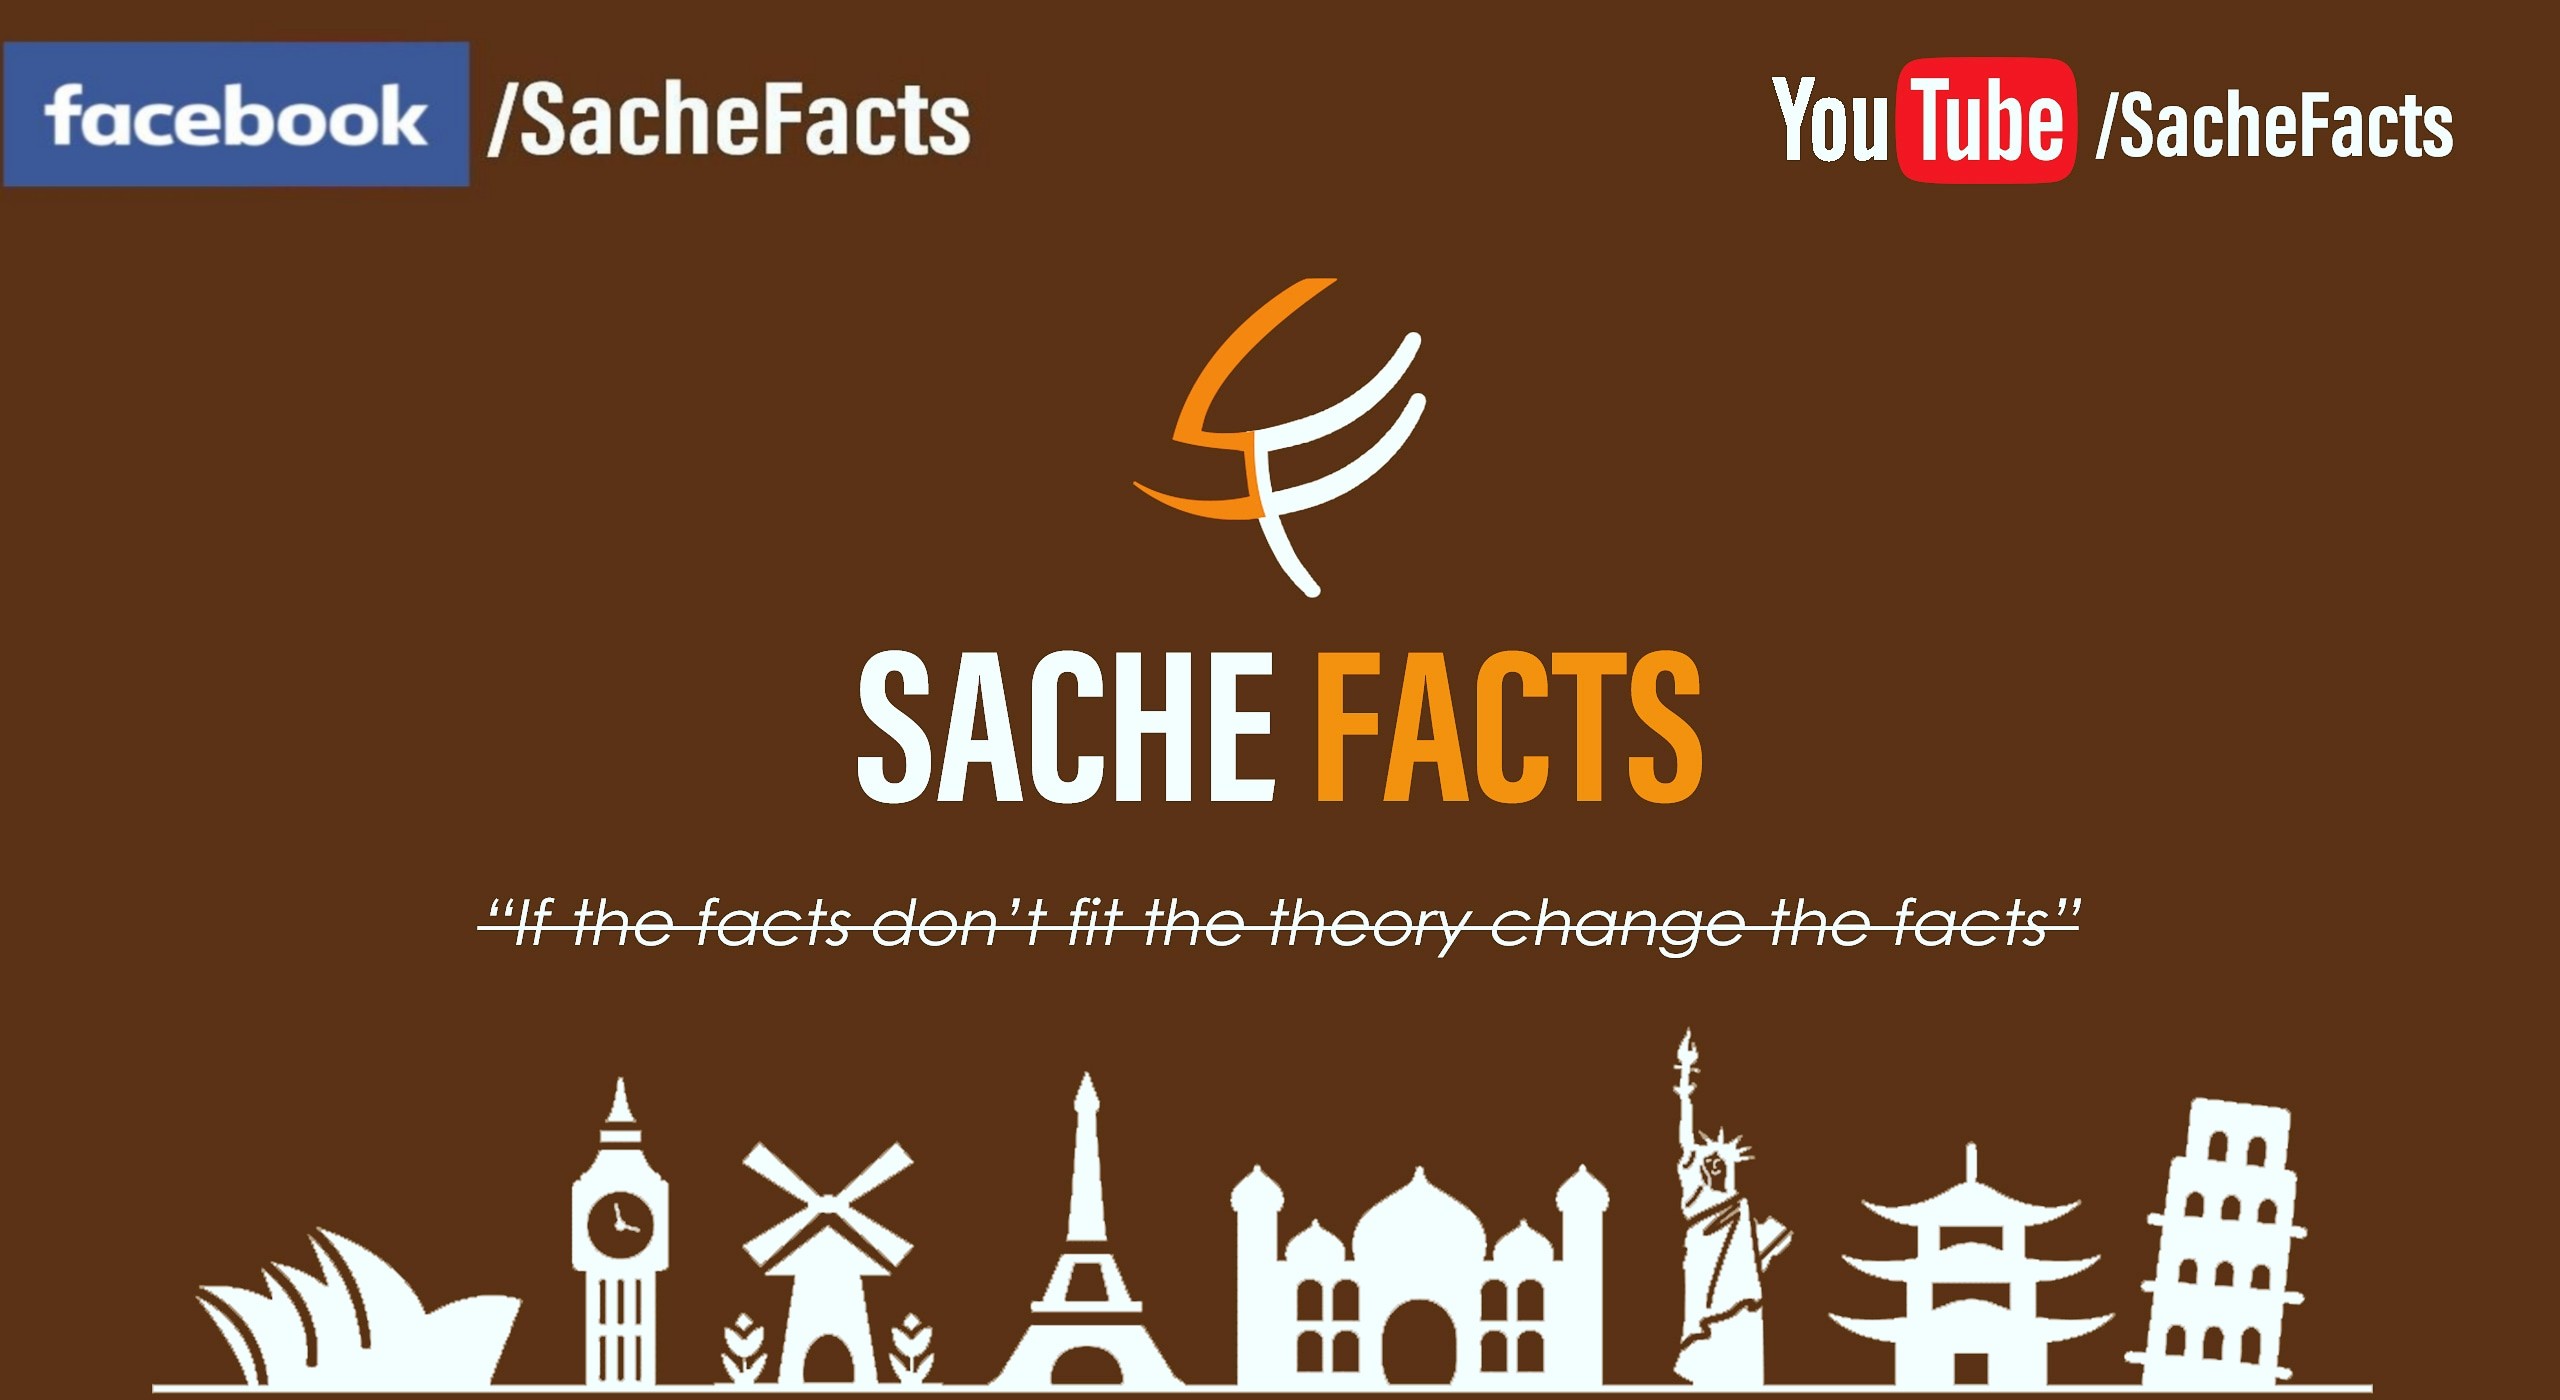 facebook /SacheFacts
YouTube /SacheFacts
SACHE FACTS
“If the facts don’t fit the theory change the facts”